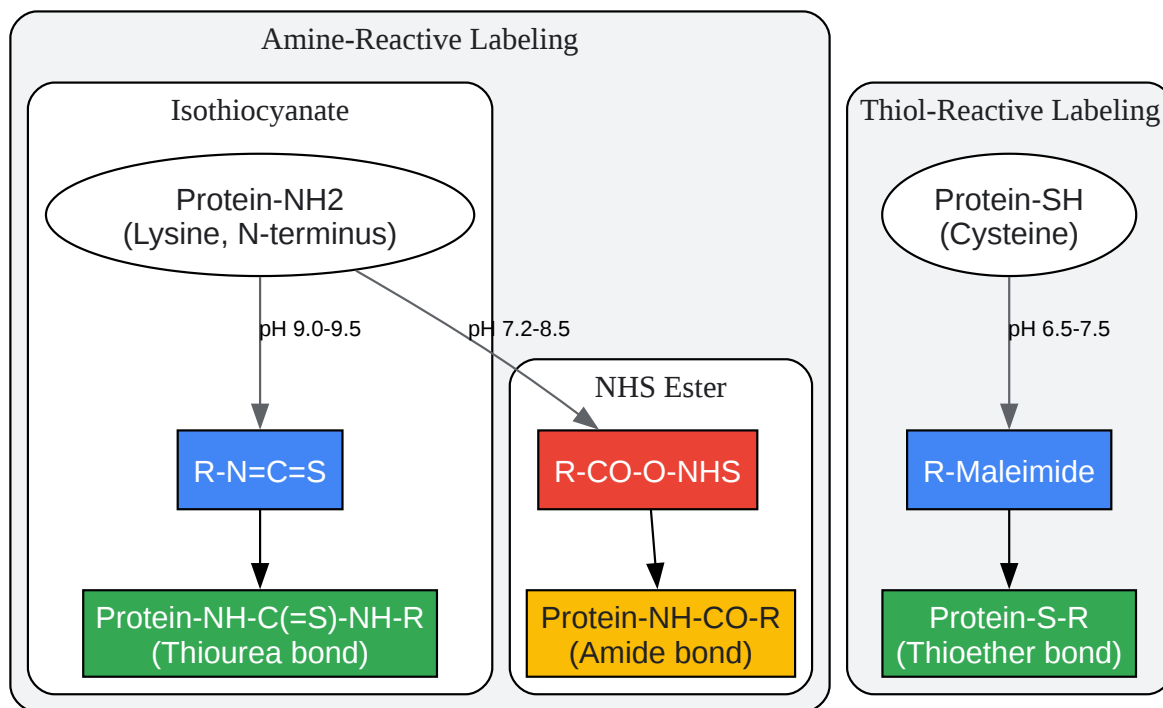 Amine-Reactive Labeling
Isothiocyanate
Protein-NH2
(Lysine, N-terminus)
pH 9.0-9.5
pH 7.2-8.5
R-N=C=S
Protein-NH-C(=S)-NH-R
(Thiourea bond)
NHS Ester
R-CO-O-NHS
Protein-NH-CO-R
(Amide bond)
Thiol-Reactive Labeling
Protein-SH
(Cysteine)
pH 6.5-7.5
R-Maleimide
Protein-S-R
(Thioether bond)